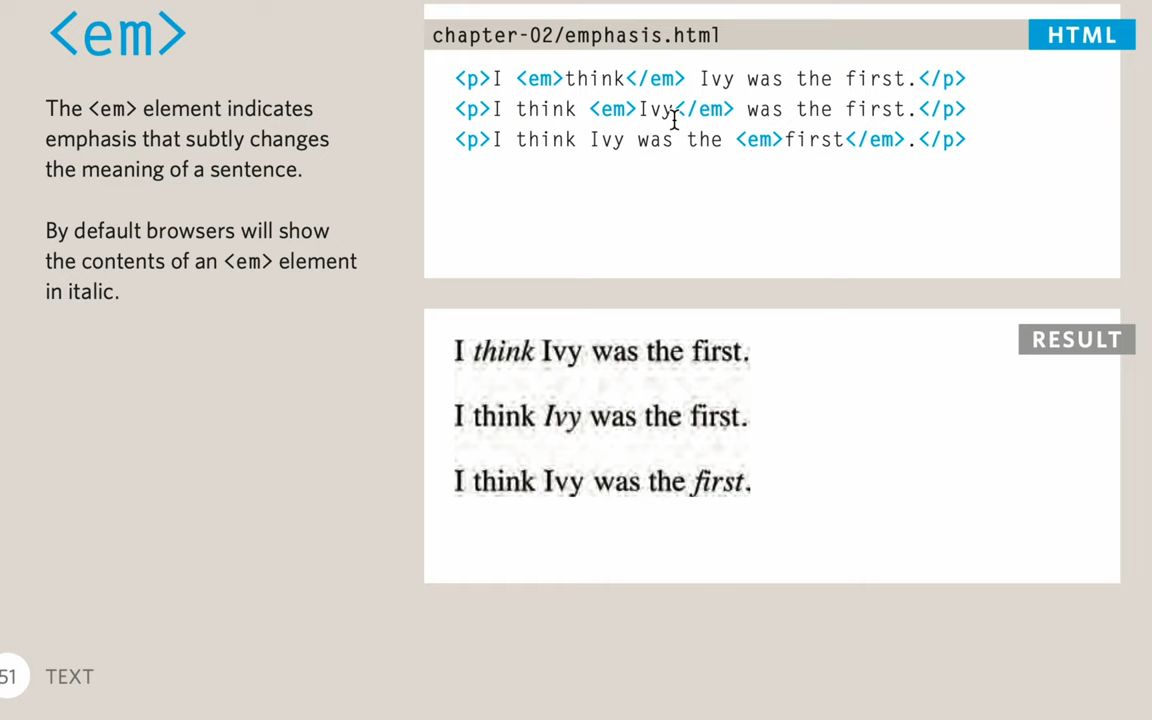 <em>
The <em> element indicates
emphasis that subtly changes
the meaning of a sentence.
By default browsers will show
the contents of an <em> element
in italic.
chapter-02/emphasis.html
HTML
<p>I <em>think</em> Ivy was the first.</p>
<p>I think <em>Ivy</em> was the first.</p>
<p>I think Ivy was the <em>first</em>.</p>
RESULT
I think Ivy was the first.
I think Ivy was the first.
I think Ivy was the first.
51 TEXT